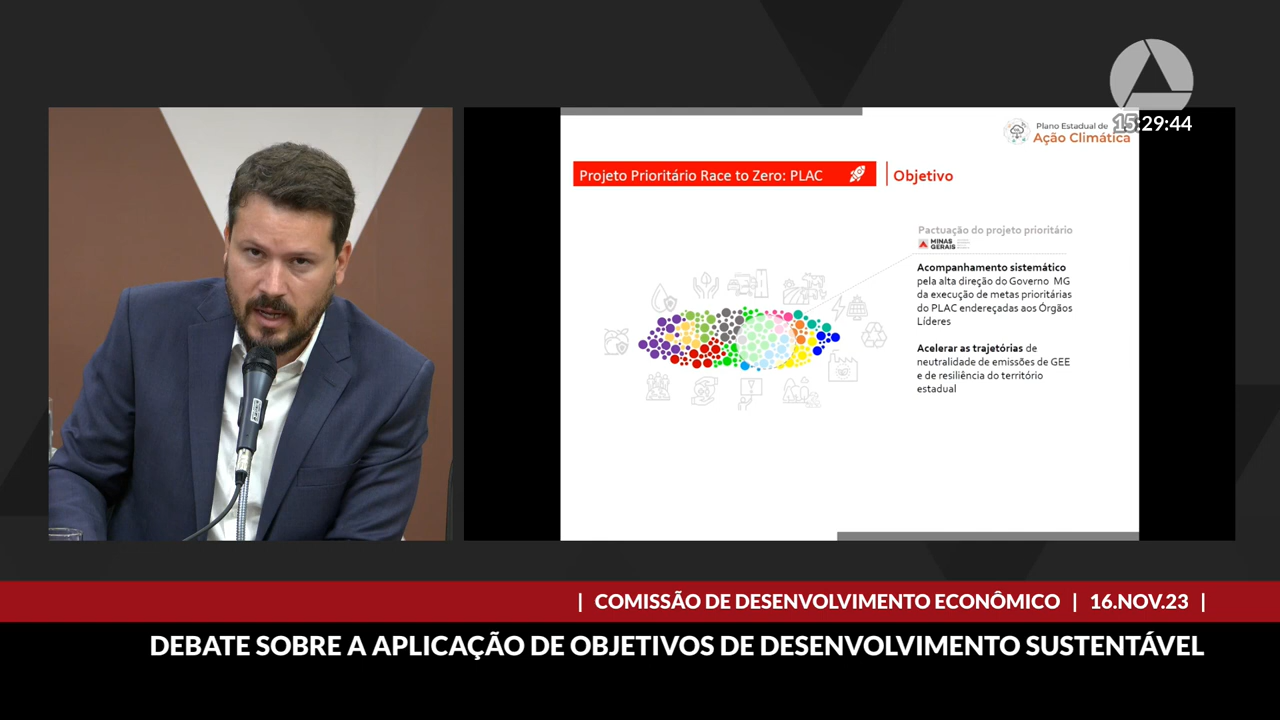 15:29:44
Plano Estadual de
Ação Climática
Projeto Prioritário Race to Zero: PLAC
Objetivo
Pactuação do projeto prioritário
MINAS
GERAIS
Acompanhamento sistemático
pela alta direção do Governo MG
da execução de metas prioritárias
do PLAC endereçadas aos Órgãos
Líderes
Acelerar as trajetórias de
neutralidade de emissões de GEE
e de resiliência do território
estadual
| COMISSÃO DE DESENVOLVIMENTO ECONÔMICO | 16.NOV.23 |
DEBATE SOBRE A APLICAÇÃO DE OBJETIVOS DE DESENVOLVIMENTO SUSTENTÁVEL